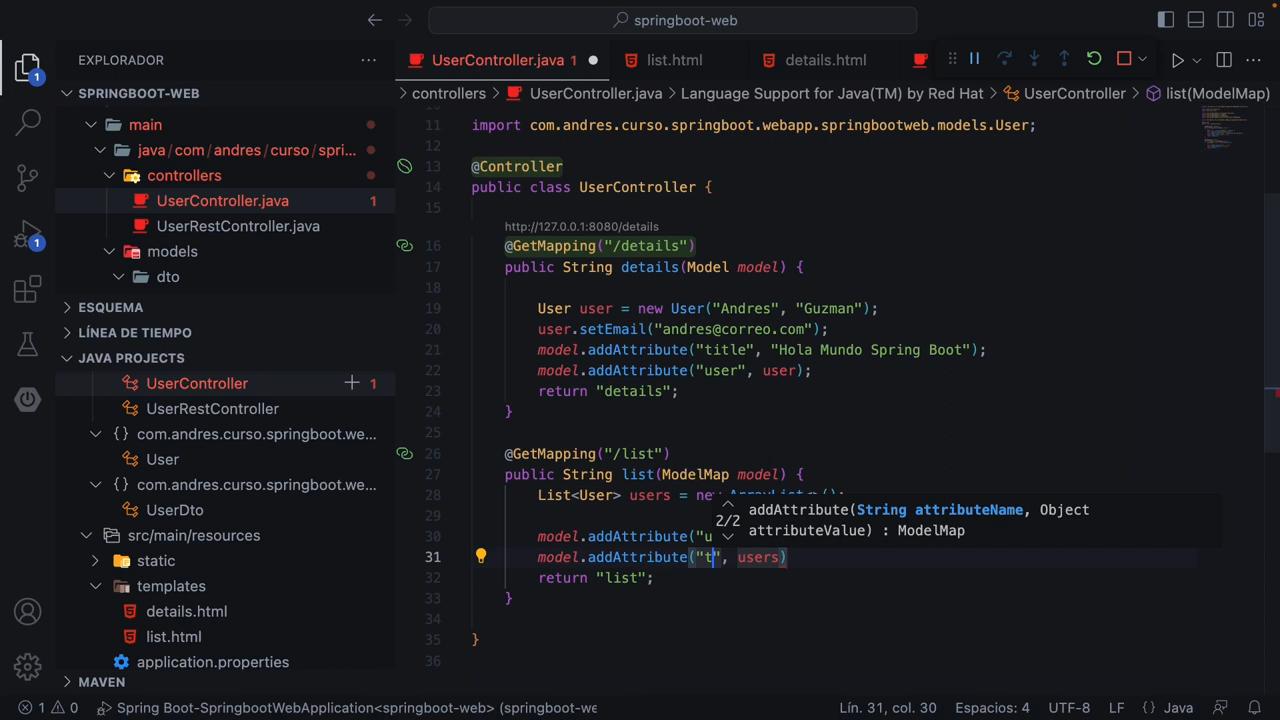 springboot-web
EXPLORADOR
SPRINGBOOT-WEB
main
java/com/andres/curso/spri...
controllers
UserController.java 1
UserRestController.java
models
dto
ESQUEMA
LÍNEA DE TIEMPO
JAVA PROJECTS
UserController 1
UserRestController
{} com.andres.curso.springboot.we...
User
{} com.andres.curso.springboot.we...
UserDto
src/main/resources
static
templates
details.html
list.html
application.properties
MAVEN
1
1
UserController.java 1
list.html
details.html
controllers > UserController.java > Language Support for Java(TM) by Red Hat > UserController > list(ModelMap)
11 import com.andres.curso.springboot.webapp.springbootweb.models.User;
12
13 @Controller
14 public class UserController {
15
http://127.0.0.1:8080/details
16 @GetMapping("/details")
17 public String details(Model model) {
18
19 User user = new User("Andres", "Guzman");
20 user.setEmail("andres@correo.com");
21 model.addAttribute("title", "Hola Mundo Spring Boot");
22 model.addAttribute("user", user);
23 return "details";
24 }
25
26 @GetMapping("/list")
27 public String list(ModelMap model) {
28 List<User> users = new
29
30 model.addAttribute("u
31 model.addAttribute("t", users)
32 return "list";
33 }
34
35 }
36
2/2
addAttribute(String attributeName, Object
attributeValue) : ModelMap
1 0
Spring Boot-SpringbootWebApplication<springboot-web> (springboot-we
Lín. 31, col. 30
Espacios: 4
UTF-8
LF
{} Java